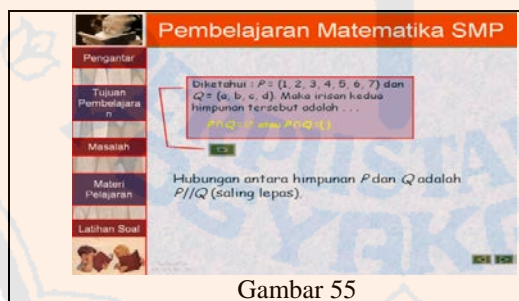 Pembelajaran Matematika SMP
Pengantar
Tujuan
Pembelajara
n
Masalah
Materi
Pelajaran
Latihan Soal
Diketahui : P = {1, 2, 3, 4, 5, 6, 7} dan
Q = {a, b, c, d}. Maka irisan kedua
himpunan tersebut adalah . . .
atau P∩Q={ }
Hubungan antara himpunan P dan Q adalah
P//Q (saling lepas).
Gambar 55